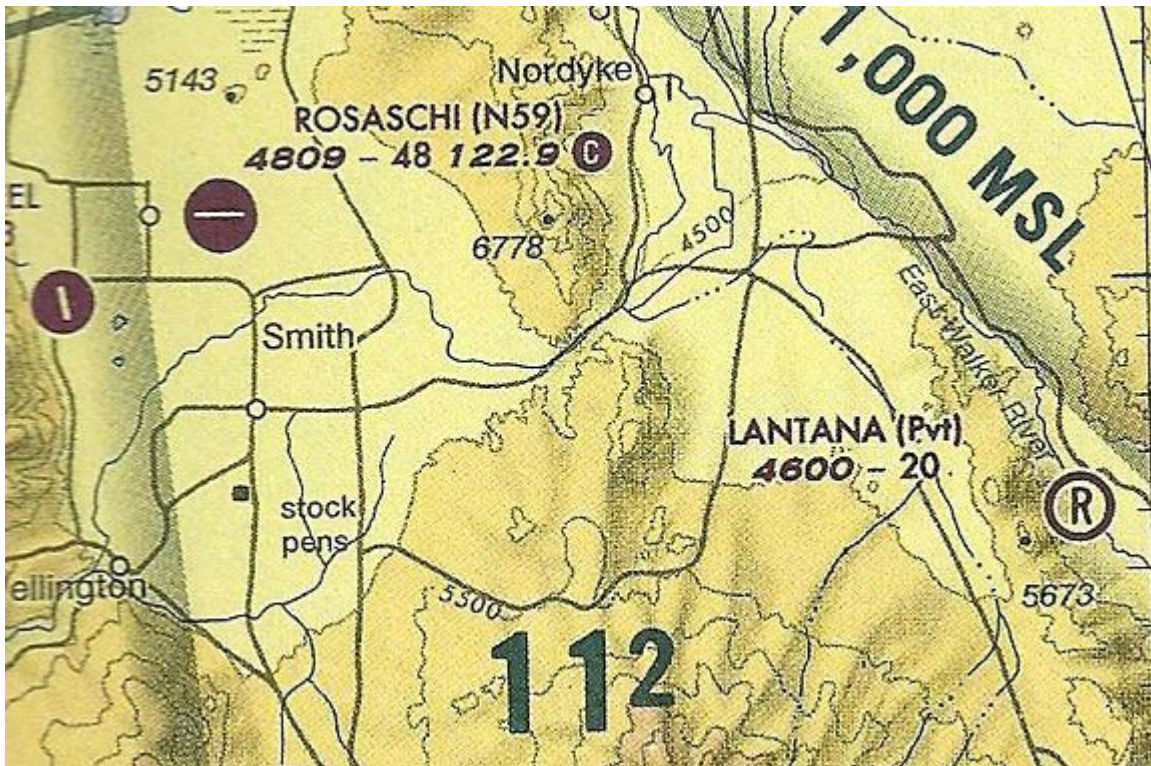 Nordyke
5143
ROSASCHI (N59)
4809 – 48 122.9 C
1,000 MSL
EL
6778
4500
Smith
East Walker River
LANTANA (Pvt)
4600 – 20
R
stock
pens
ellington
5500
5673
11²